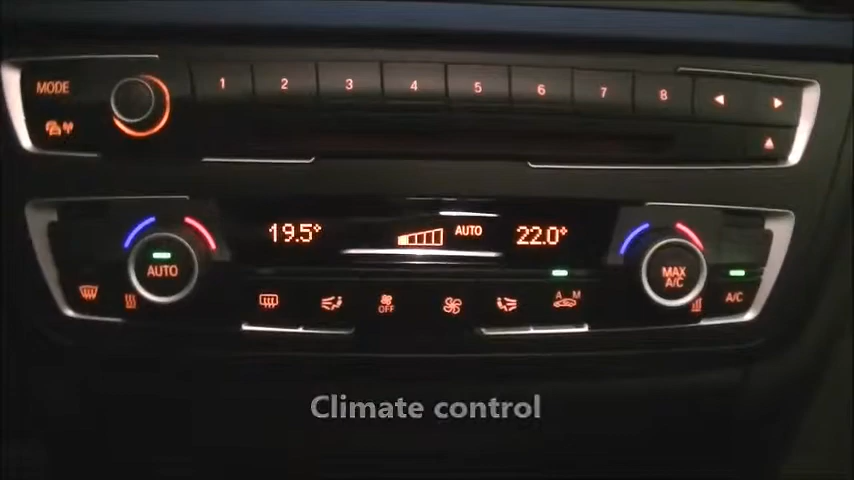 MODE 1 2 3 4 5 6 7 8
19.5° AUTO 22.0°
AUTO MAX A/C
OFF A M A/C
Climate control